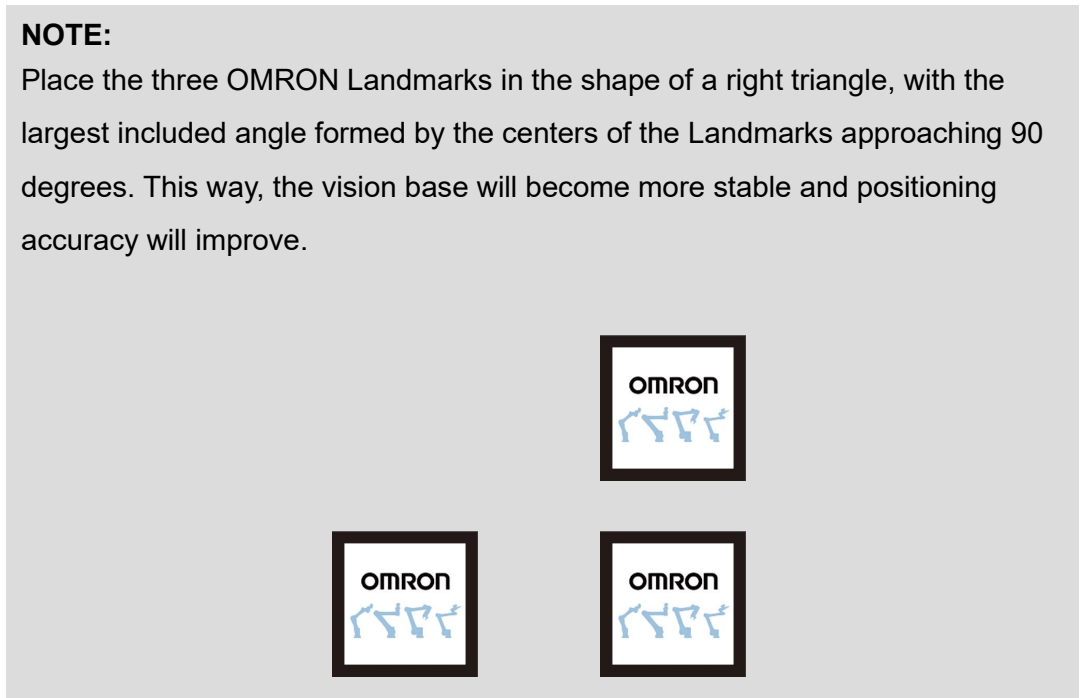 NOTE:
Place the three OMRON Landmarks in the shape of a right triangle, with the
largest included angle formed by the centers of the Landmarks approaching 90
degrees. This way, the vision base will become more stable and positioning
accuracy will improve.
OMRON
OMRON OMRON